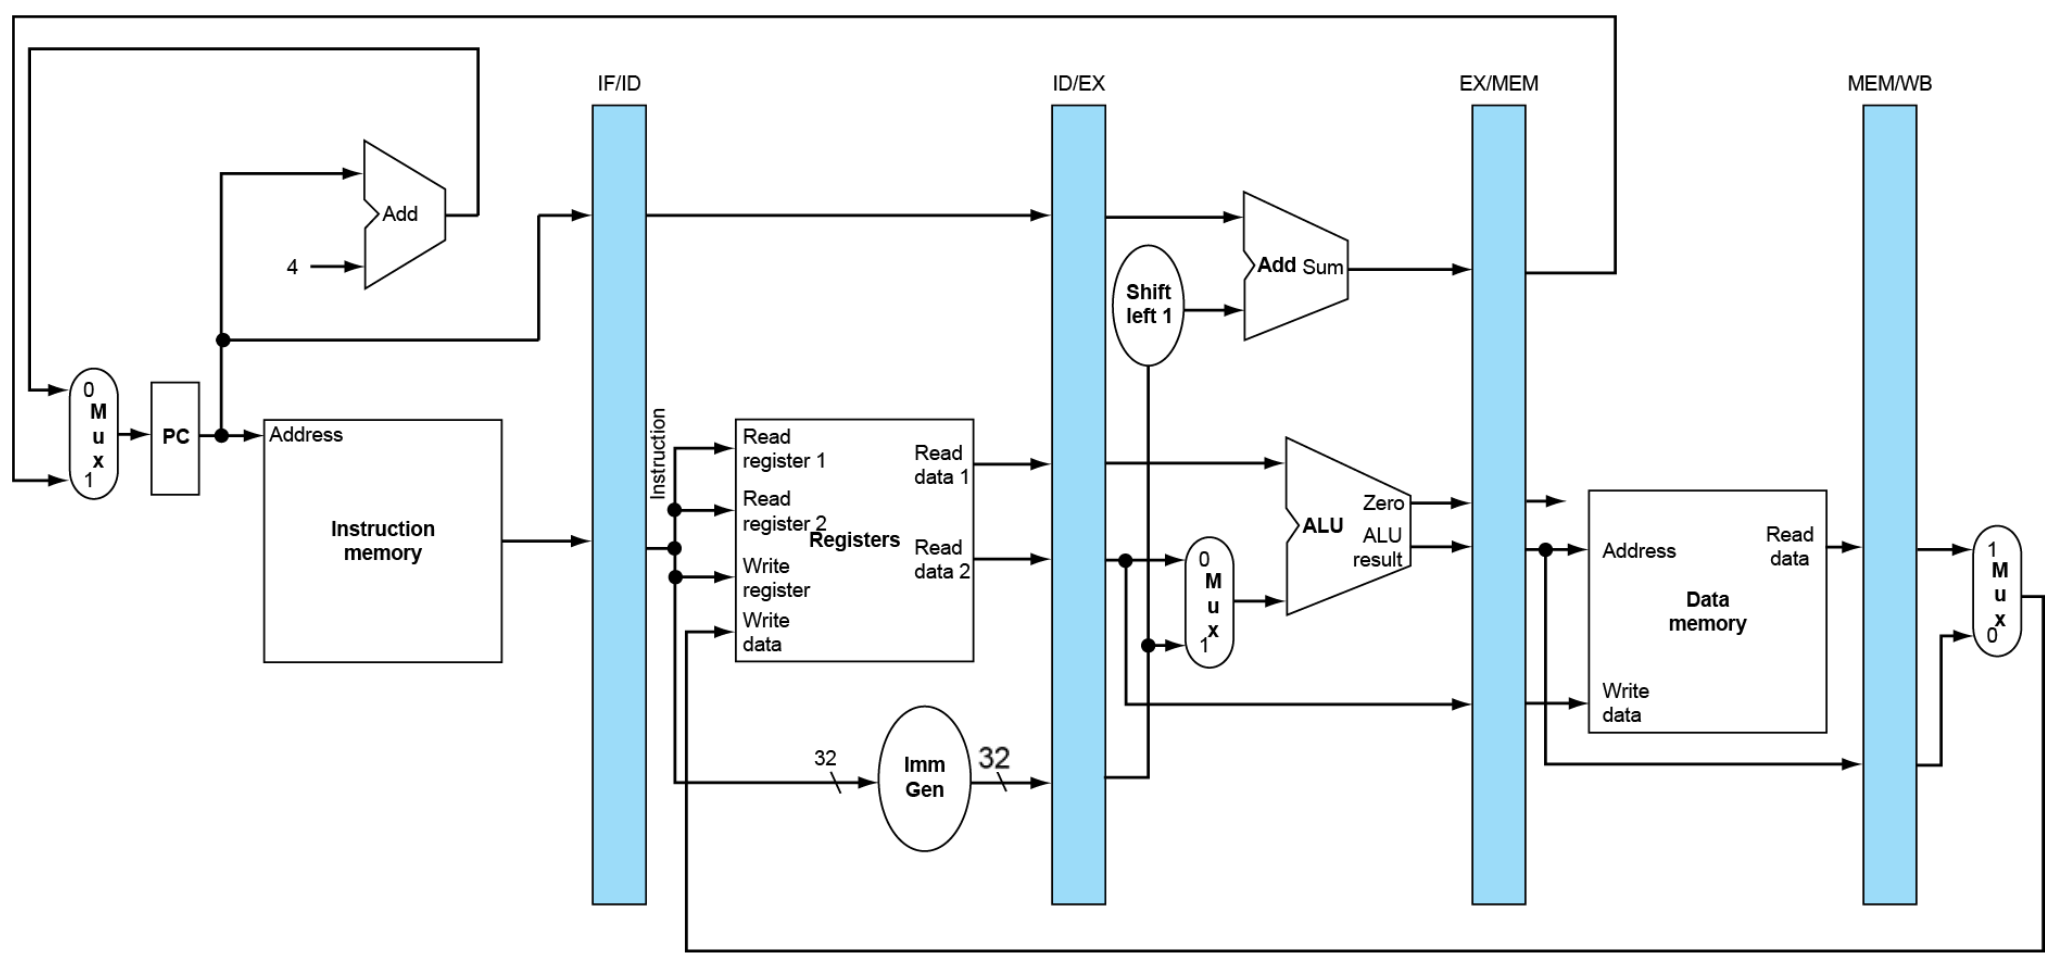 IF/ID
ID/EX
EX/MEM
MEM/WB
Add
4
Add Sum
Shift
left 1
0
M
u
x
1
PC
Address
Instruction
memory
Instruction
Read
register 1
Read
register 2
Registers
Write
register
Write
data
Read
data 1
Read
data 2
0
M
u
x
1
Zero
ALU
ALU
result
Address
Read
data
Data
memory
Write
data
1
M
u
x
0
32
Imm
Gen
32